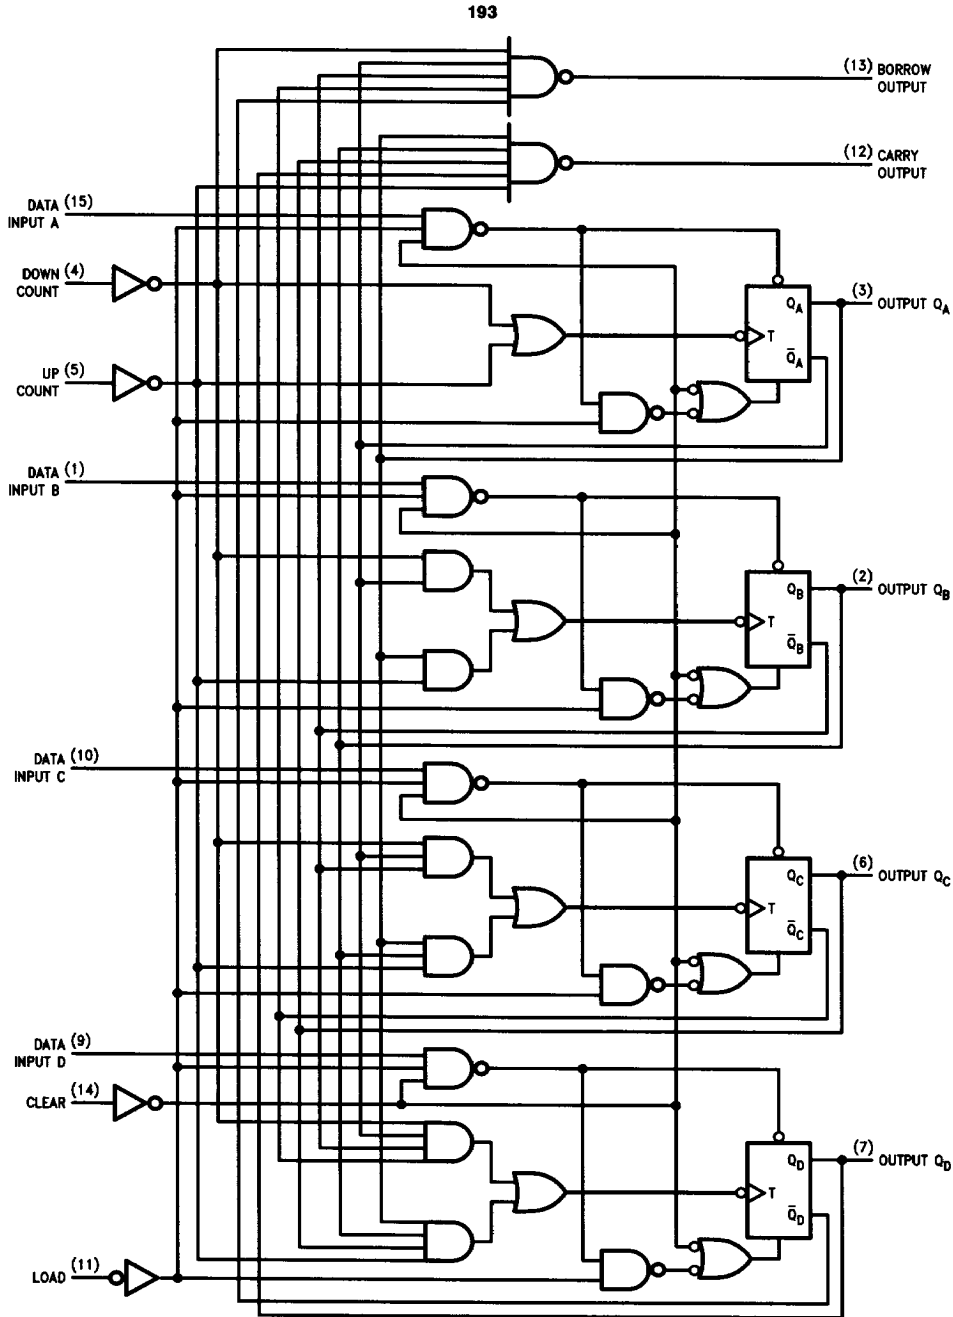 193
(13) BORROW
OUTPUT
(12) CARRY
OUTPUT
DATA (15)
INPUT A
DOWN (4)
COUNT
QA
(3) OUTPUT QA
T
Q̅A
UP (5)
COUNT
DATA (1)
INPUT B
QB
(2) OUTPUT QB
T
Q̅B
DATA (10)
INPUT C
QC
(6) OUTPUT QC
T
Q̅C
DATA (9)
INPUT D
CLEAR (14)
QD
(7) OUTPUT QD
T
Q̅D
LOAD (11)